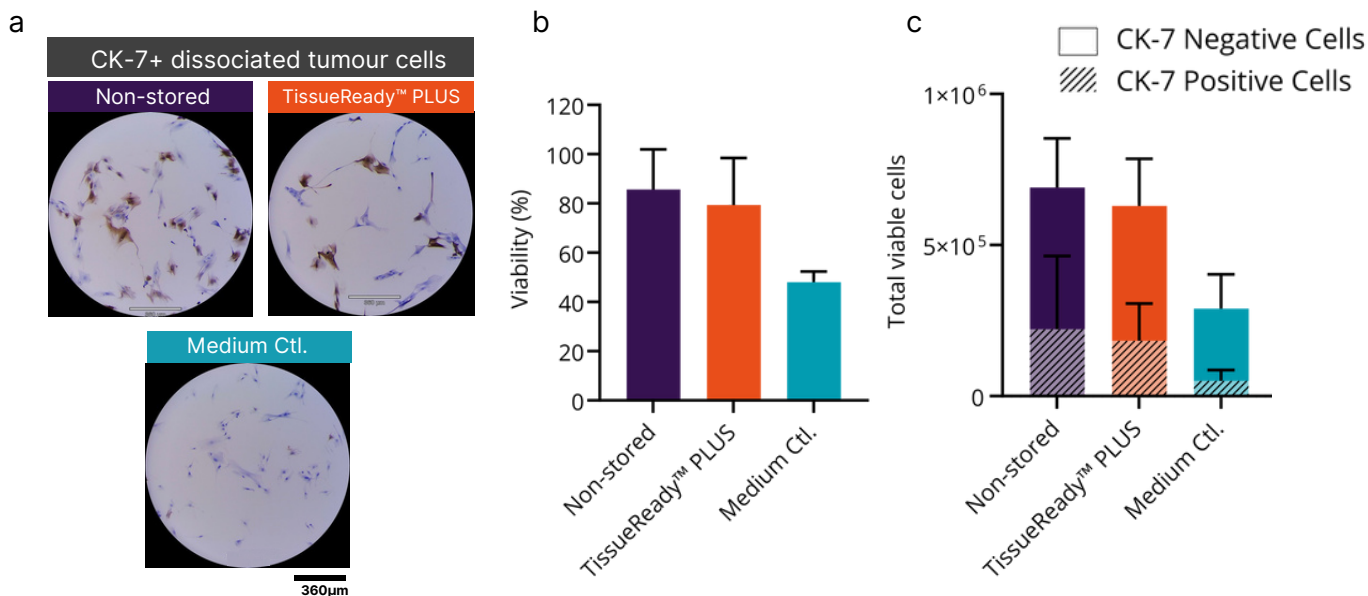 a
CK-7+ dissociated tumour cells
Non-stored
TissueReady™ PLUS
Medium Ctl.
360µm
b
Viability (%)
120
100
80
60
40
20
0
Non-stored
TissueReady™ PLUS
Medium Ctl.
c
CK-7 Negative Cells
CK-7 Positive Cells
Total viable cells
1×10⁶
5×10⁵
0
Non-stored
TissueReady™ PLUS
Medium Ctl.